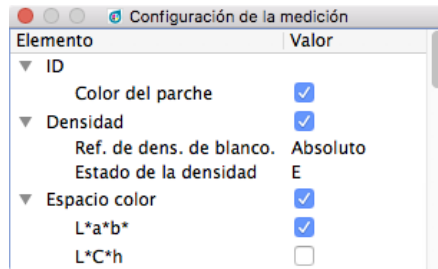 Configuración de la medición
Elemento Valor
ID
Color del parche
Densidad
Ref. de dens. de blanco. Absoluto
Estado de la densidad E
Espacio color
L*a*b*
L*C*h